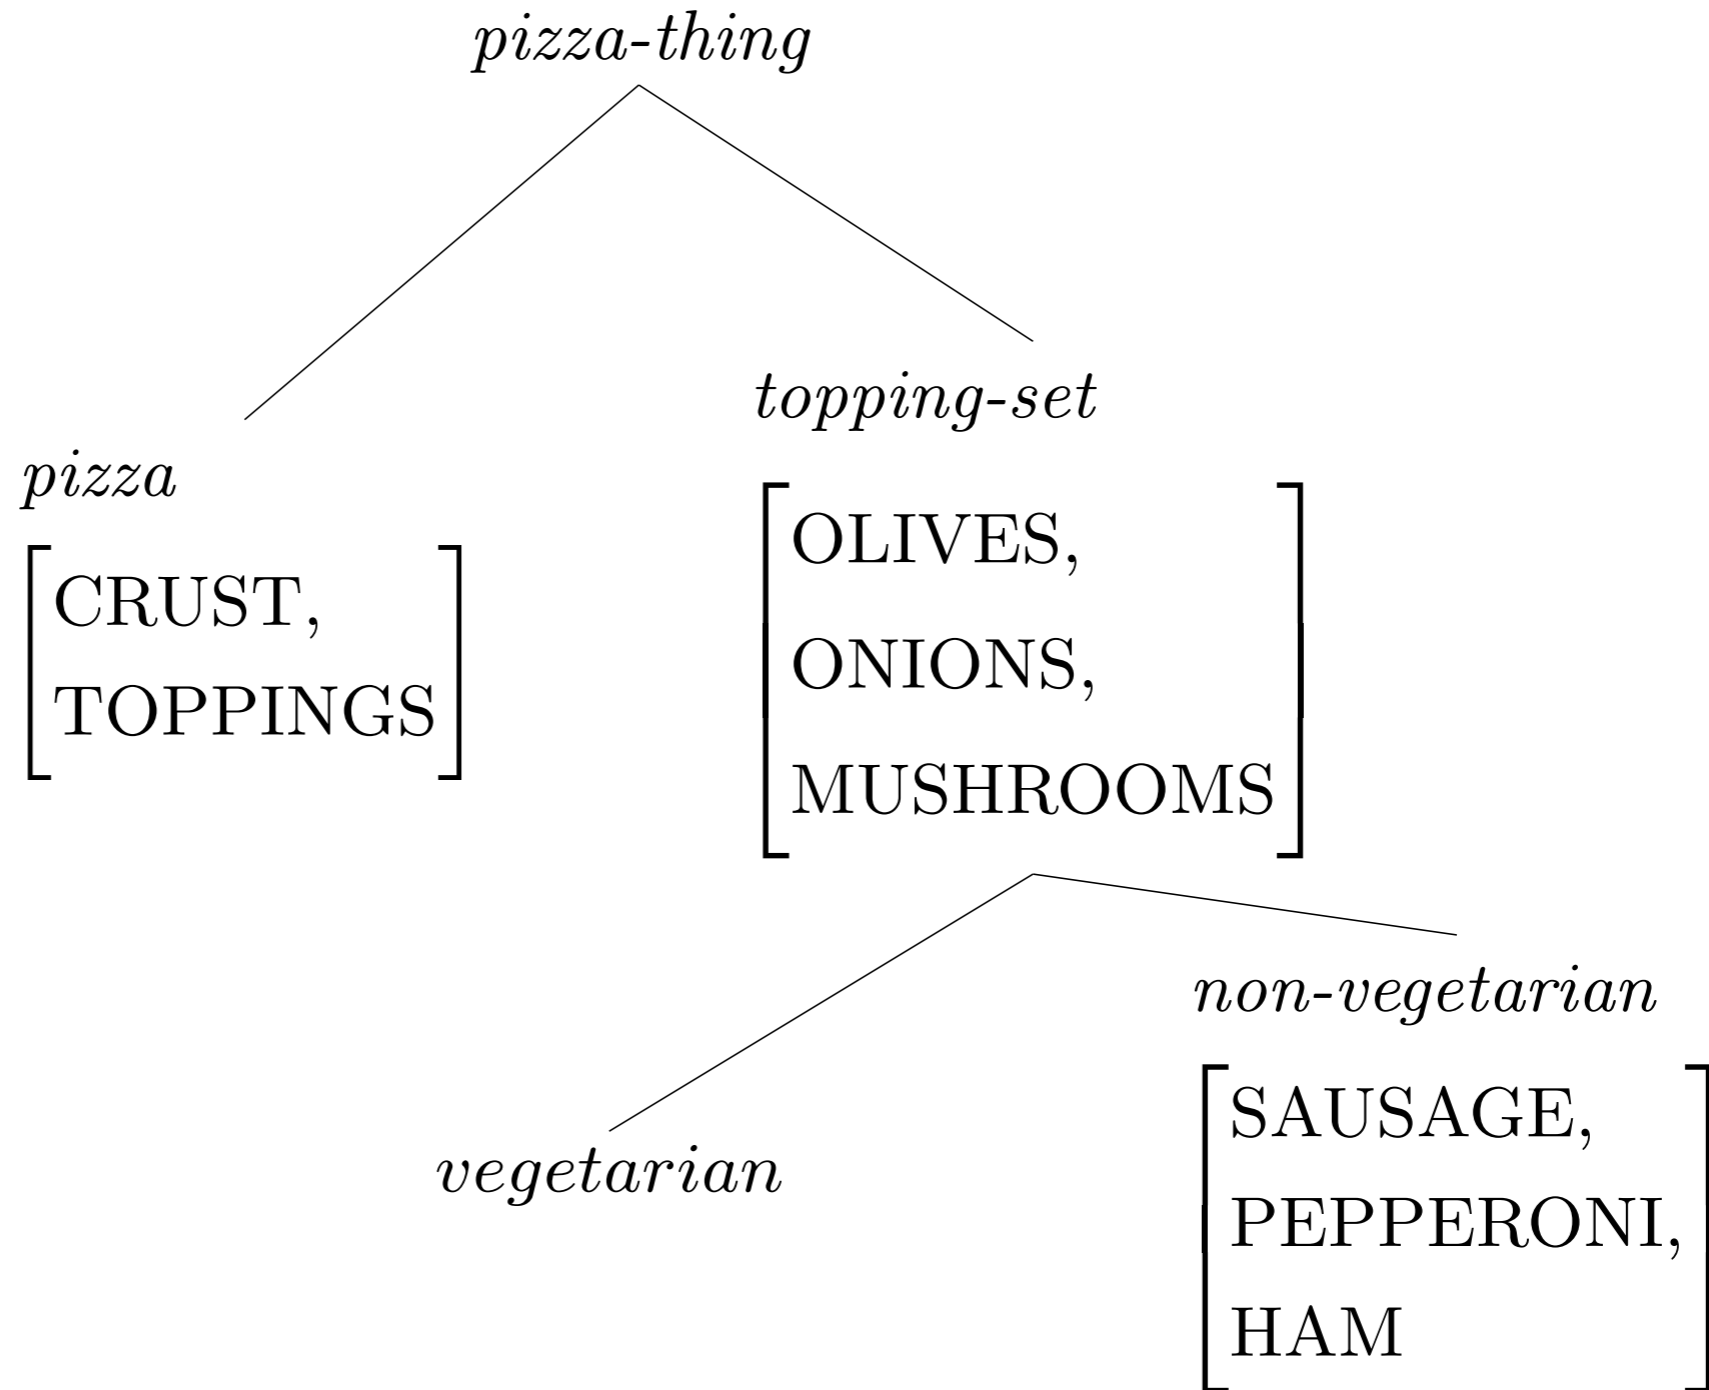 pizza-thing
pizza
CRUST,
TOPPINGS
topping-set
OLIVES,
ONIONS,
MUSHROOMS
vegetarian
non-vegetarian
SAUSAGE,
PEPPERONI,
HAM